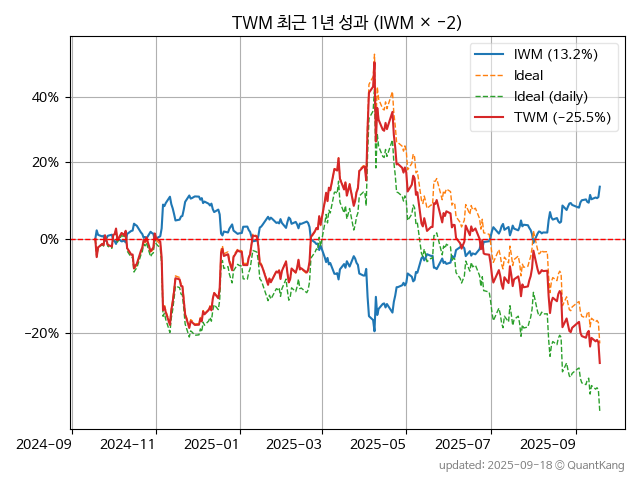 TWM 최근 1년 성과 (IWM × −2)
IWM (13.2%)
Ideal
Ideal (daily)
TWM (−25.5%)
40%
20%
0%
−20%
2024−09
2024−11
2025−01
2025−03
2025−05
2025−07
2025−09
updated: 2025−09−18 © QuantKang